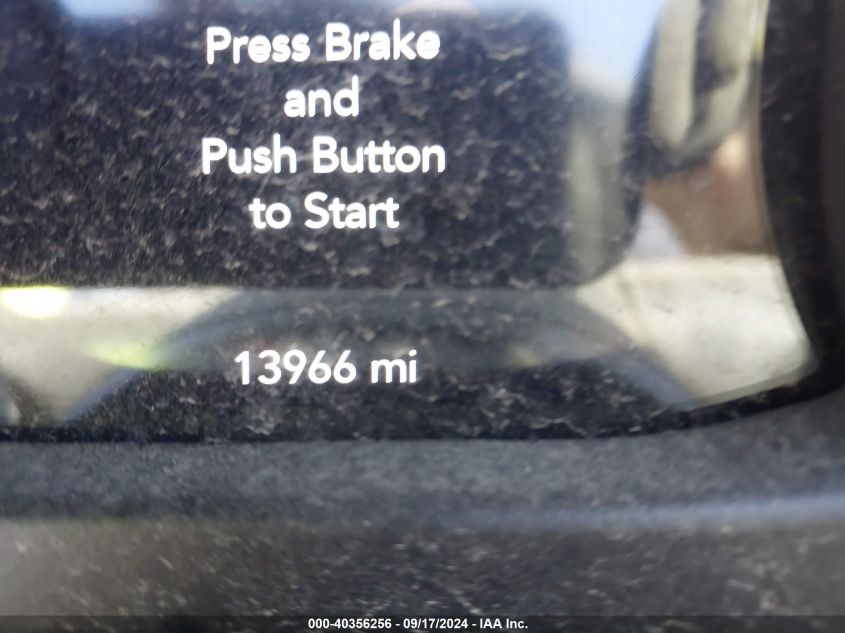 Press Brake
and
Push Button
to Start
13966 mi
000-40356256 - 09/17/2024 - IAA Inc.